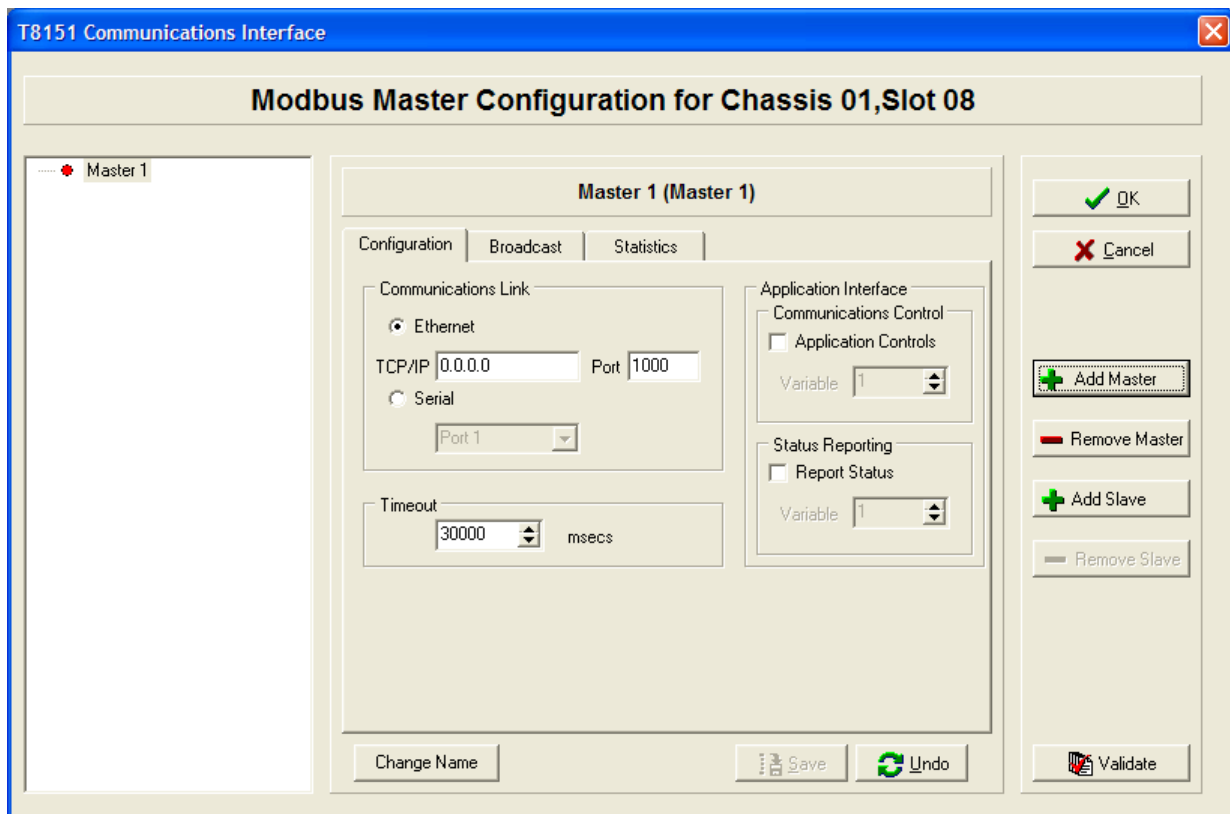 T8151 Communications Interface
Modbus Master Configuration for Chassis 01,Slot 08
Master 1
Master 1 (Master 1)
Configuration
Broadcast
Statistics
Communications Link
Ethernet
TCP/IP 0.0.0.0 Port 1000
Serial
Port 1
Timeout
30000 msecs
Application Interface
Communications Control
Application Controls
Variable 1
Status Reporting
Report Status
Variable 1
Change Name
Save
Undo
OK
Cancel
Add Master
Remove Master
Add Slave
Remove Slave
Validate